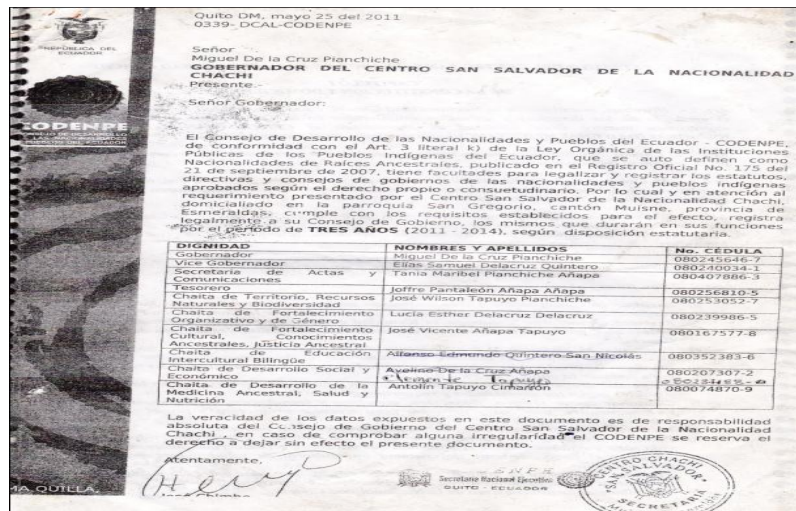 Quito DM, mayo 25 del 2011
0339- DCAL-CODENPE
REPÚBLICA DEL
ECUADOR
Señor
Miguel De la Cruz Pianchiche
GOBERNADOR DEL CENTRO SAN SALVADOR DE LA NACIONALIDAD
CHACHI
Presente.-
Señor Gobernador:
CODENPE
CONSEJO DE DESARROLLO
DE LAS NACIONALIDADES
Y PUEBLOS DEL ECUADOR
El Consejo de Desarrollo de las Nacionalidades y Pueblos del Ecuador - CODENPE,
de conformidad con el Art. 3 literal k) de la Ley Orgánica de las Instituciones
Públicas de los Pueblos Indígenas del Ecuador, que se auto definen como
Nacionalidades de Raíces Ancestrales, publicado en el Registro Oficial No. 175 del
21 de septiembre de 2007, tiene facultades para legalizar y registrar los estatutos,
directivas y consejos de gobiernos de las nacionalidades y pueblos indígenas
aprobados según el derecho propio o consuetudinario. Por lo cual y en atención al
requerimiento presentado por el Centro San Salvador de la Nacionalidad Chachi,
domiciliado en la parroquia San Gregorio, cantón Muisne, provincia de
Esmeraldas, cumple con los requisitos establecidos para el efecto, registra
legalmente a su Consejo de Gobierno, los mismos que durarán en sus funciones
por el período de TRES AÑOS (2011 - 2014), según disposición estatutaria.
DIGNIDAD NOMBRES Y APELLIDOS No. CÉDULA
Gobernador Miguel De la Cruz Pianchiche 080245646-7
Vice Gobernador Elías Samuel Delacruz Quintero 080240034-1
Secretaria de Actas y Tania Maribel Pianchiche Añapa 080407886-3
Comunicaciones
Tesorero Joffre Pantaleón Añapa Añapa 080256810-5
Chaita de Territorio, Recursos José Wilson Tapuyo Pianchiche 080253052-7
Naturales y Biodiversidad
Chaita de Fortalecimiento Lucía Esther Delacruz Delacruz 080239986-5
Organizativo y de Género
Chaita de Fortalecimiento José Vicente Añapa Tapuyo 080167577-8
Cultural, Conocimientos
Ancestrales, Justicia Ancestral
Chaita de Educación Alfonso Edmundo Quintero San Nicolás 080352383-6
Intercultural Bilingüe
Chaita de Desarrollo Social y Avelino De la Cruz Añapa 080207307-2
Económico Clemente Tapuyo
Chaita de Desarrollo de la Antolín Tapuyo Cimarrón 080074870-9
Medicina Ancestral, Salud y
Nutrición
La veracidad de los datos expuestos en este documento es de responsabilidad
absoluta del Consejo de Gobierno del Centro San Salvador de la Nacionalidad
Chachi , en caso de comprobar alguna irregularidad el CODENPE se reserva el
derecho a dejar sin efecto el presente documento.
Atentamente,
Secretaría Nacional Ejecutiva
QUITO - ECUADOR
CENTRO CHACHI
"SAN SALVADOR"
SECRETARIA
QUILLA,